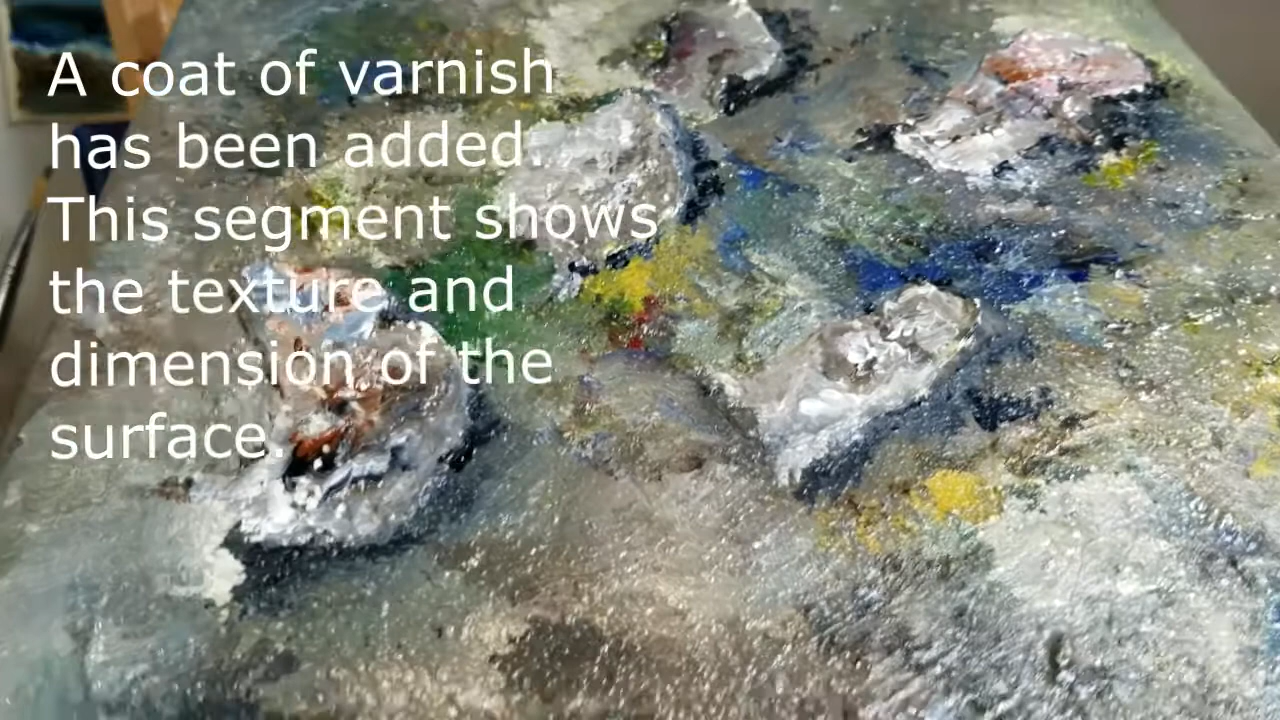 A coat of varnish
has been added.
This segment shows
the texture and
dimension of the
surface.